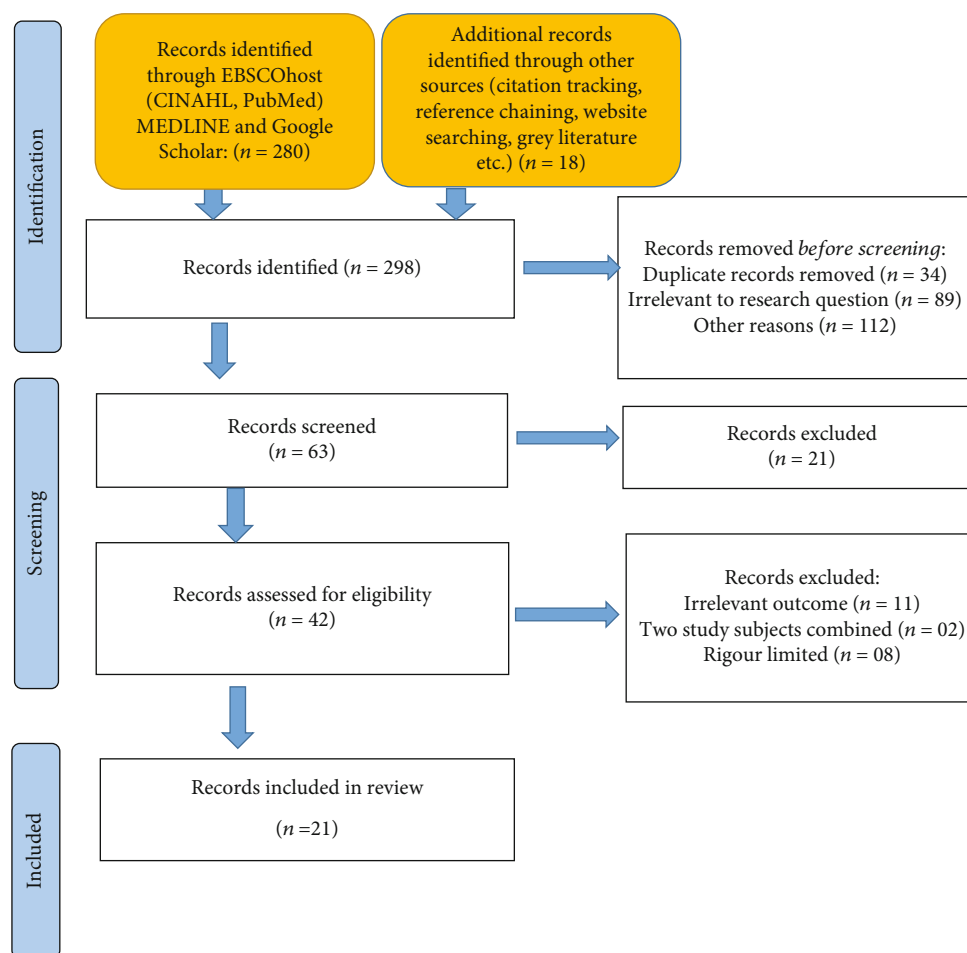 Identification
Records identified
through EBSCOhost
(CINAHL, PubMed)
MEDLINE and Google
Scholar: (n = 280)
Additional records
identified through other
sources (citation tracking,
reference chaining, website
searching, grey literature
etc.) (n = 18)
Records identified (n = 298)
Records removed before screening:
Duplicate records removed (n = 34)
Irrelevant to research question (n = 89)
Other reasons (n = 112)
Screening
Records screened
(n = 63)
Records excluded
(n = 21)
Records assessed for eligibility
(n = 42)
Records excluded:
Irrelevant outcome (n = 11)
Two study subjects combined (n = 02)
Rigour limited (n = 08)
Included
Records included in review
(n =21)